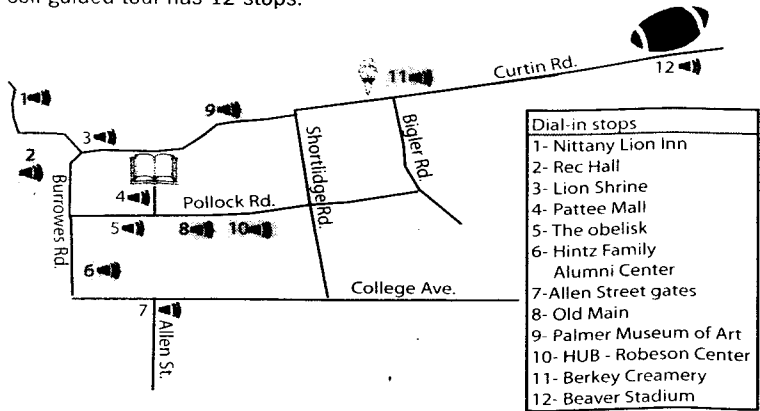 self-guided tour has 12 stops.
Curtin Rd.
12
11
1
9
3
Shortlidge Rd.
Bigler Rd.
2
Burrowes Rd.
4
Pollock Rd.
5
8
10
6
College Ave.
7
Allen St.
Dial-in stops
1- Nittany Lion Inn
2- Rec Hall
3- Lion Shrine
4- Pattee Mall
5- The obelisk
6- Hintz Family
Alumni Center
7-Allen Street gates
8- Old Main
9- Palmer Museum of Art
10- HUB - Robeson Center
11- Berkey Creamery
12- Beaver Stadium